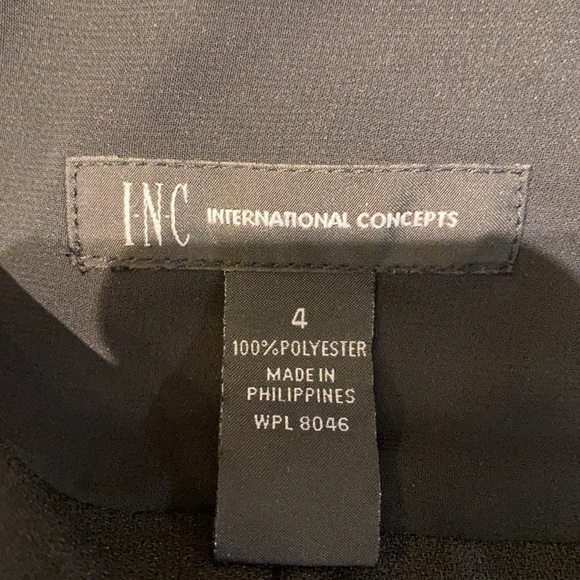 I·N·C INTERNATIONAL CONCEPTS
4
100%POLYESTER
MADE IN
PHILIPPINES
WPL 8046